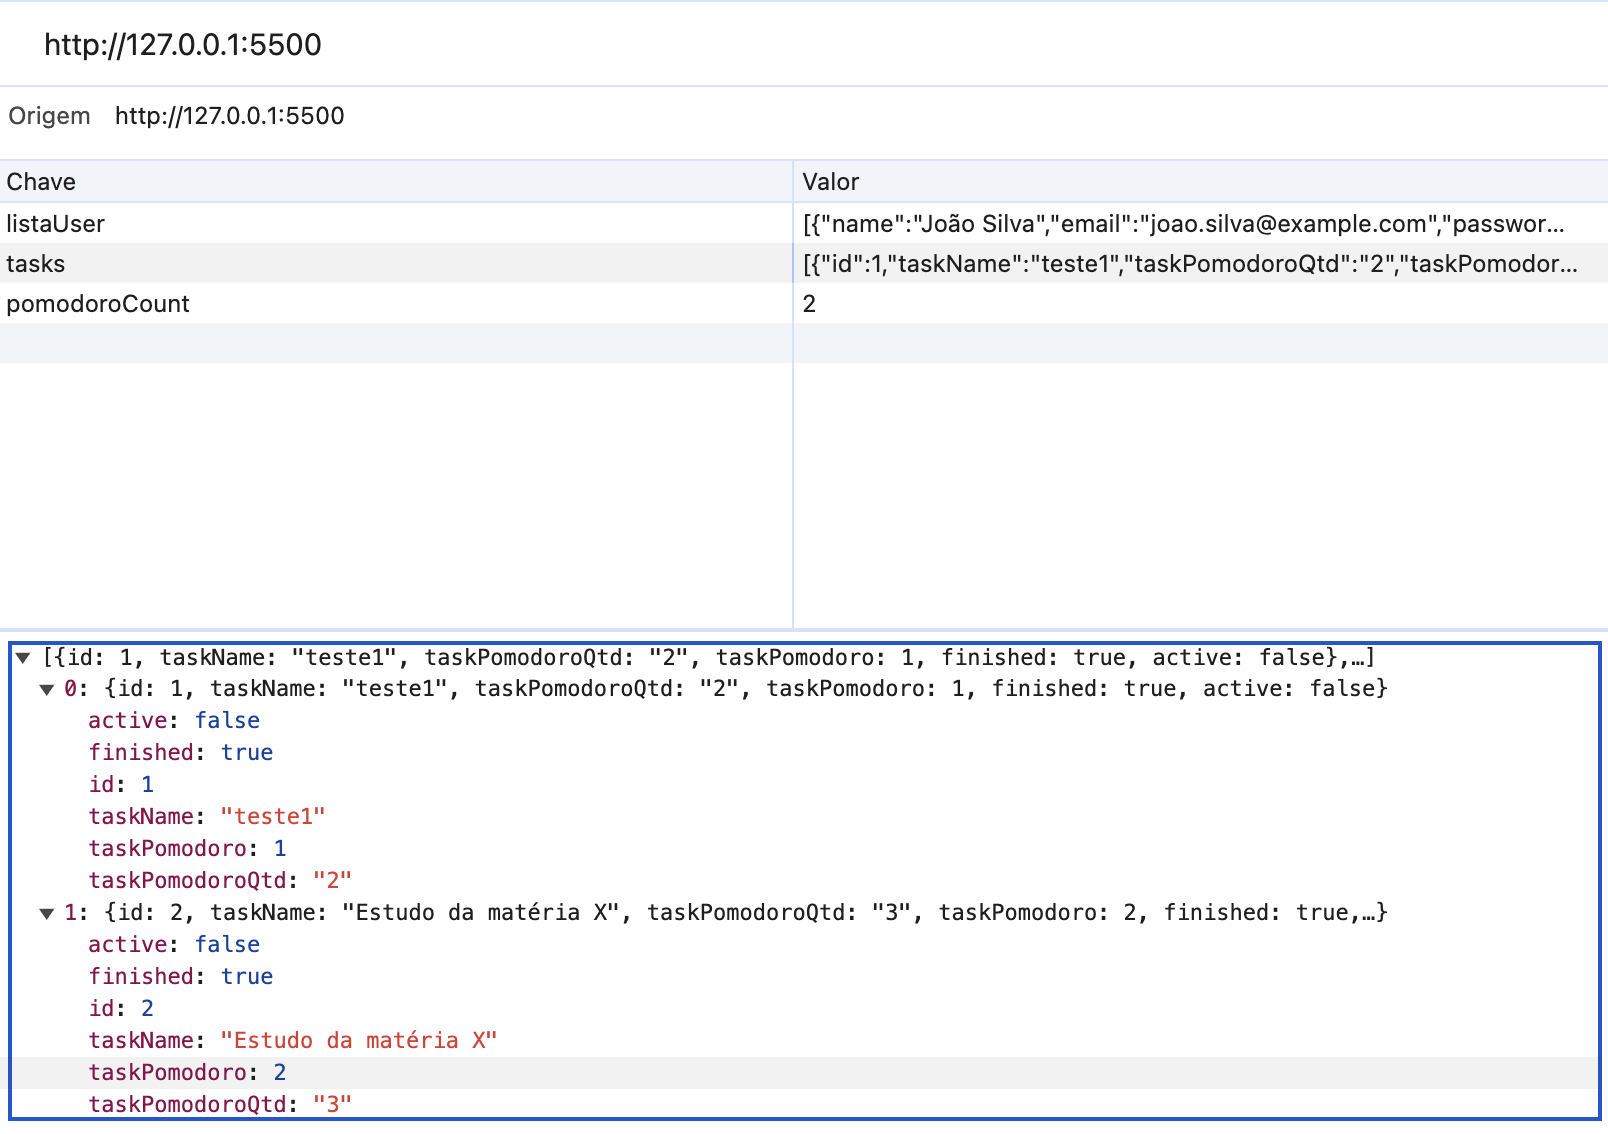 http://127.0.0.1:5500
Origem http://127.0.0.1:5500
Chave Valor
listaUser [{"name":"João Silva","email":"joao.silva@example.com","passwor...
tasks [{"id":1,"taskName":"teste1","taskPomodoroQtd":"2","taskPomodor...
pomodoroCount 2
▼ [{id: 1, taskName: "teste1", taskPomodoroQtd: "2", taskPomodoro: 1, finished: true, active: false},…]
▼ 0: {id: 1, taskName: "teste1", taskPomodoroQtd: "2", taskPomodoro: 1, finished: true, active: false}
active: false
finished: true
id: 1
taskName: "teste1"
taskPomodoro: 1
taskPomodoroQtd: "2"
▼ 1: {id: 2, taskName: "Estudo da matéria X", taskPomodoroQtd: "3", taskPomodoro: 2, finished: true,…}
active: false
finished: true
id: 2
taskName: "Estudo da matéria X"
taskPomodoro: 2
taskPomodoroQtd: "3"